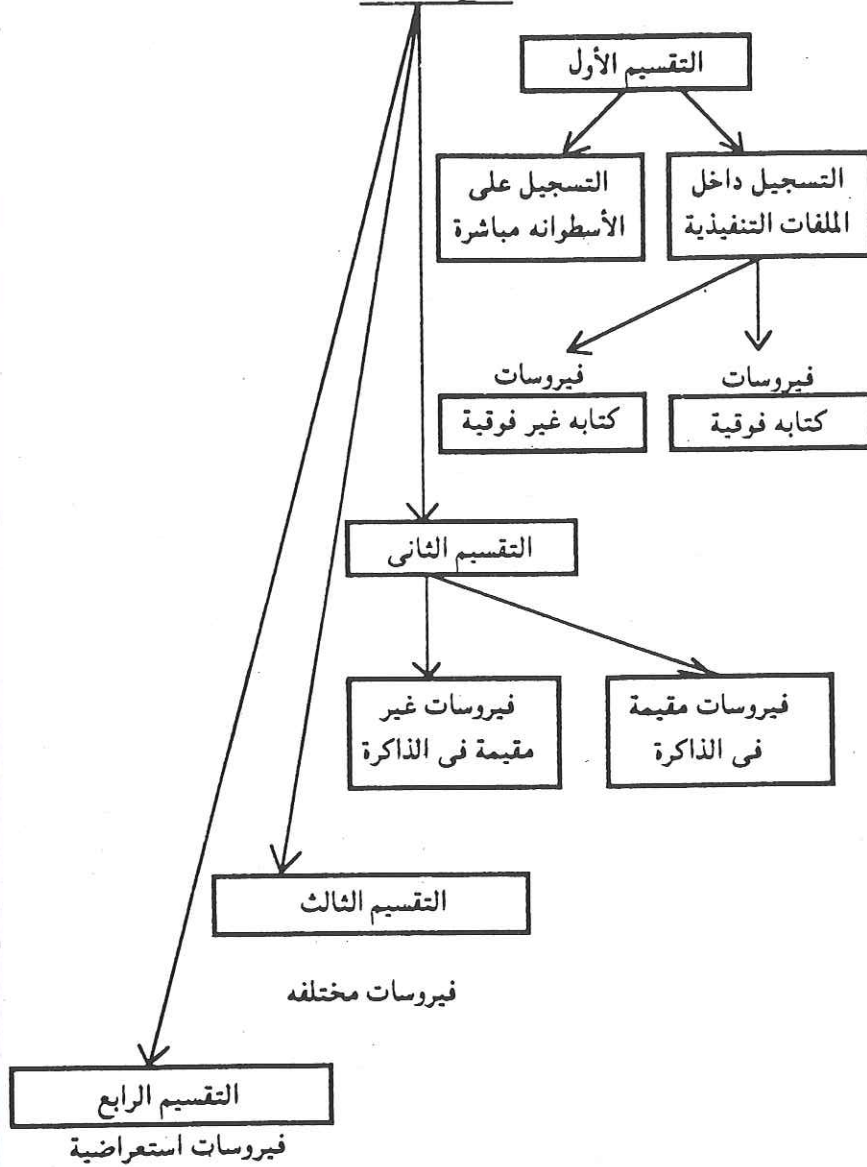 التقسيم الأول
التسجيل داخل
الملفات التنفيذية
التسجيل على
الأسطوانه مباشرة
فيروسات
كتابه فوقية
فيروسات
كتابه غير فوقية
التقسيم الثانى
فيروسات مقيمة
فى الذاكرة
فيروسات غير
مقيمة فى الذاكرة
التقسيم الثالث
فيروسات مختلفه
التقسيم الرابع
فيروسات استعراضية